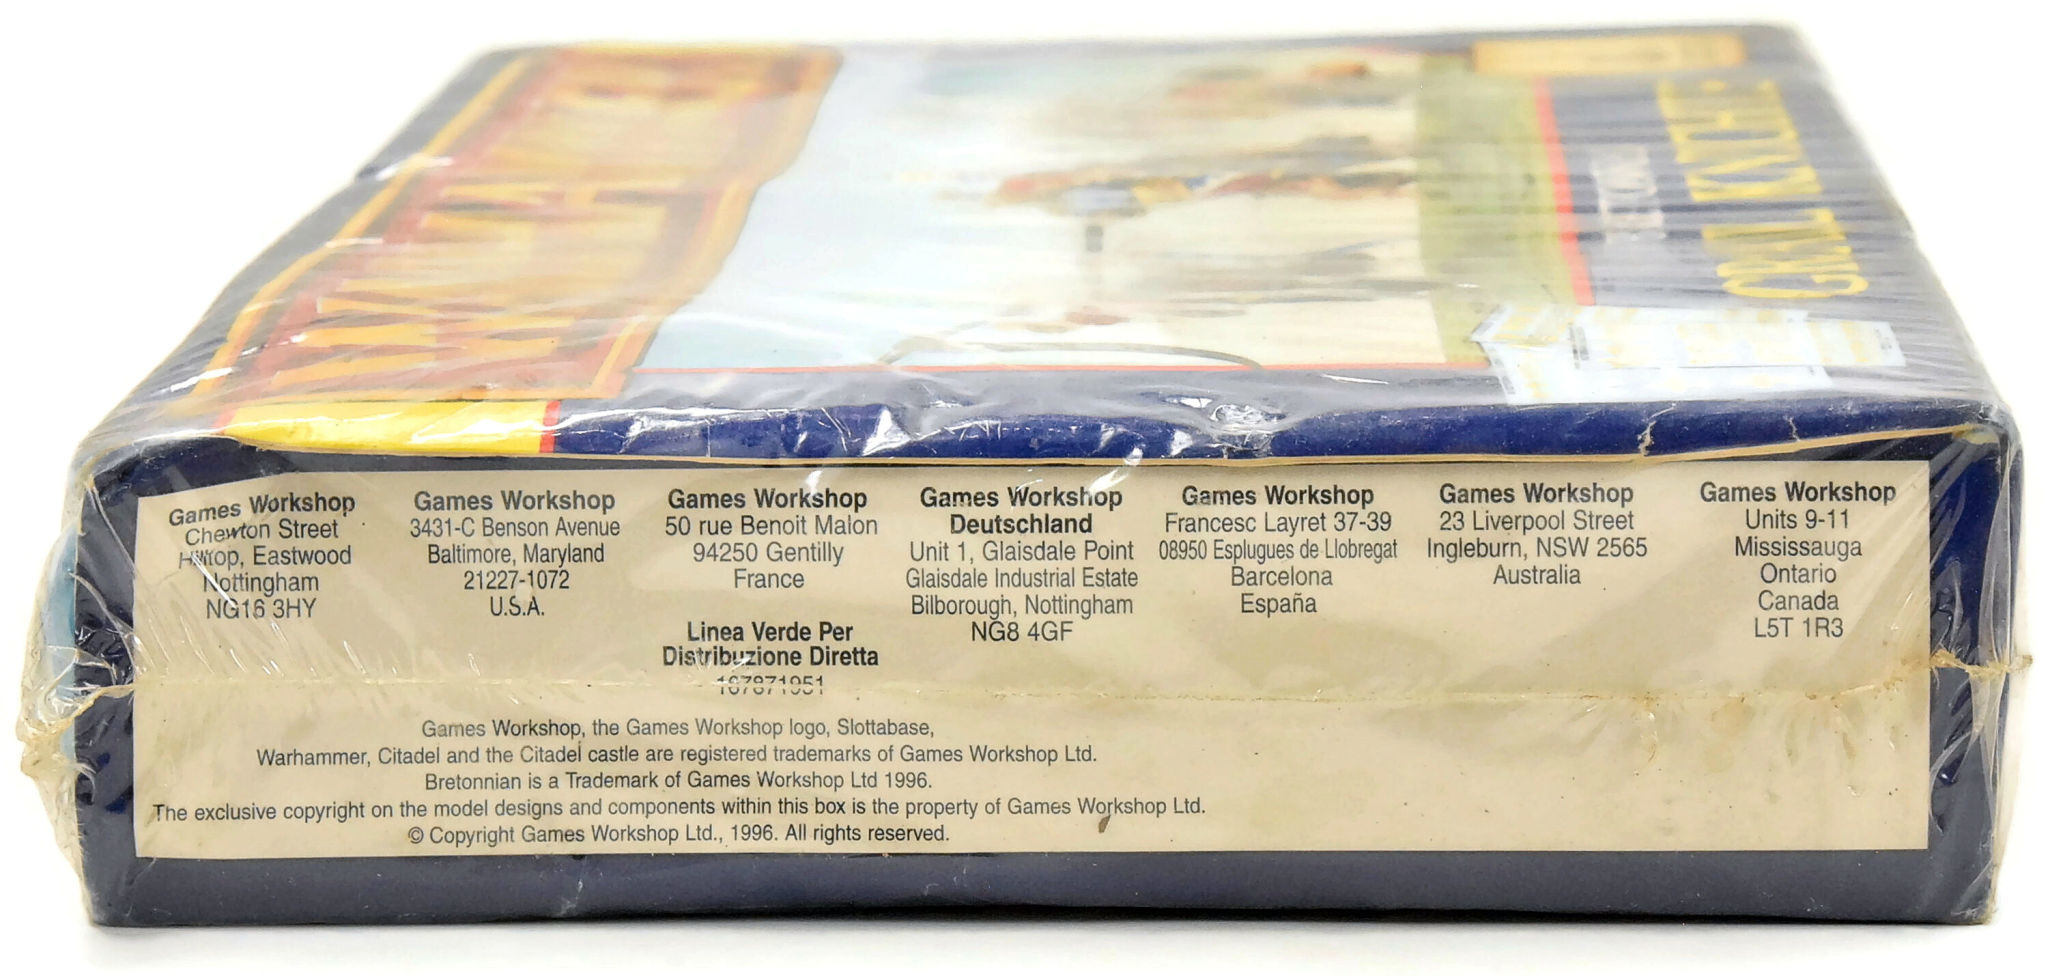 GRAIL KNIGHTS
Games Workshop
Chewton Street
Hilltop, Eastwood
Nottingham
NG16 3HY
Games Workshop
3431-C Benson Avenue
Baltimore, Maryland
21227-1072
U.S.A.
Games Workshop
50 rue Benoit Malon
94250 Gentilly
France
Linea Verde Per
Distribuzione Diretta
167871951
Games Workshop
Deutschland
Unit 1, Glaisdale Point
Glaisdale Industrial Estate
Bilborough, Nottingham
NG8 4GF
Games Workshop
Francesc Layret 37-39
08950 Esplugues de Llobregat
Barcelona
España
Games Workshop
23 Liverpool Street
Ingleburn, NSW 2565
Australia
Games Workshop
Units 9-11
Mississauga
Ontario
Canada
L5T 1R3
Games Workshop, the Games Workshop logo, Slottabase,
Warhammer, Citadel and the Citadel castle are registered trademarks of Games Workshop Ltd.
Bretonnian is a Trademark of Games Workshop Ltd 1996.
The exclusive copyright on the model designs and components within this box is the property of Games Workshop Ltd.
© Copyright Games Workshop Ltd., 1996. All rights reserved.